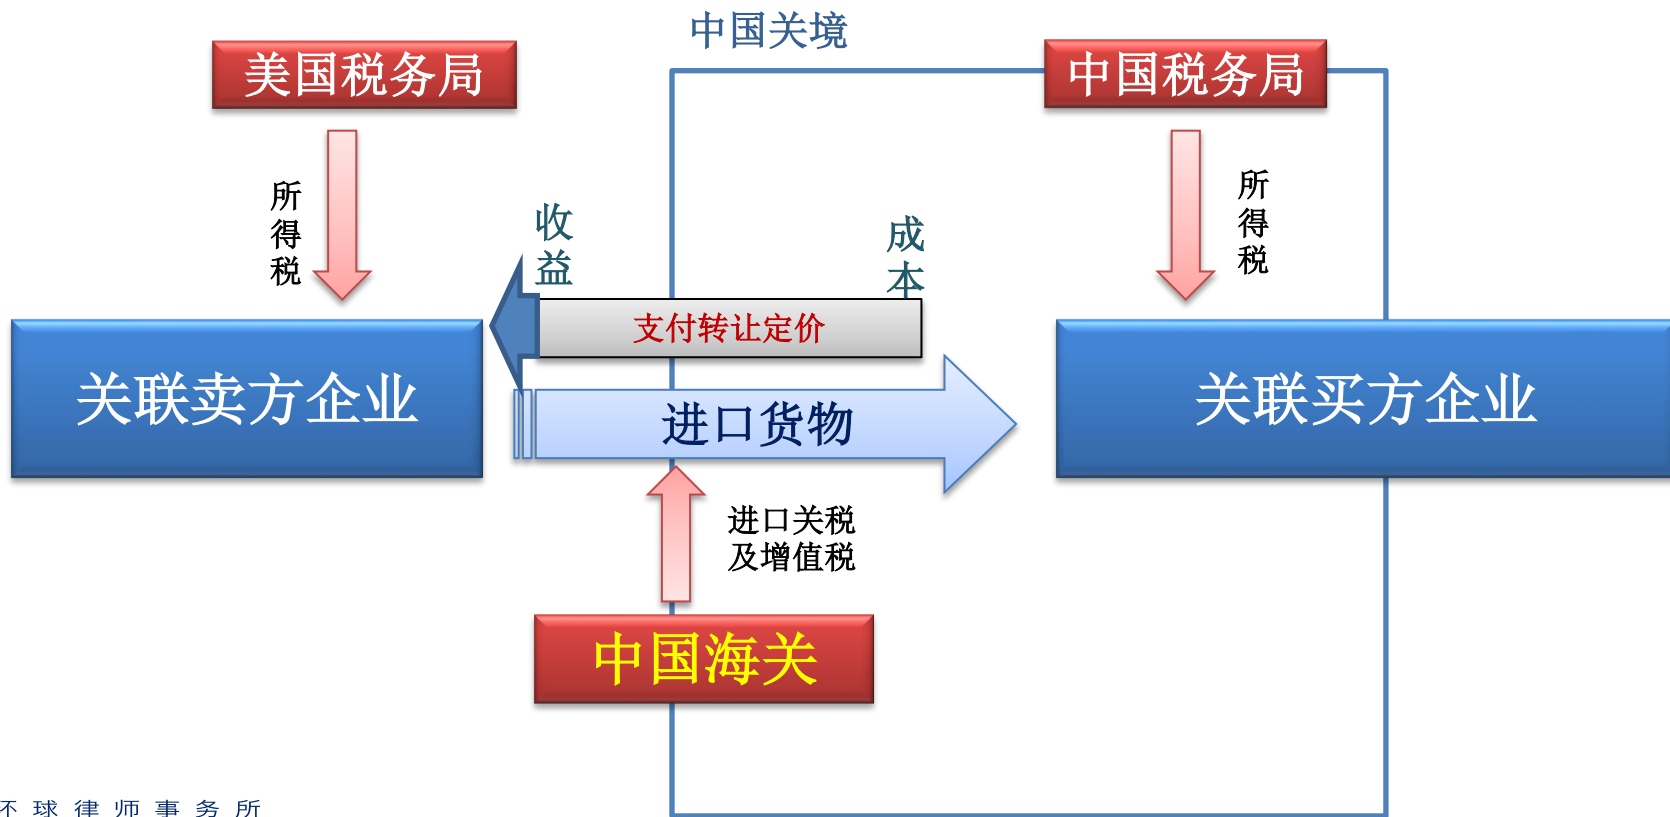 中国关境
美国税务局
中国税务局
所
得
税
收
益
成
本
所
得
税
支付转让定价
关联卖方企业
进口货物
关联买方企业
进口关税
及增值税
中国海关
环球律师事务所